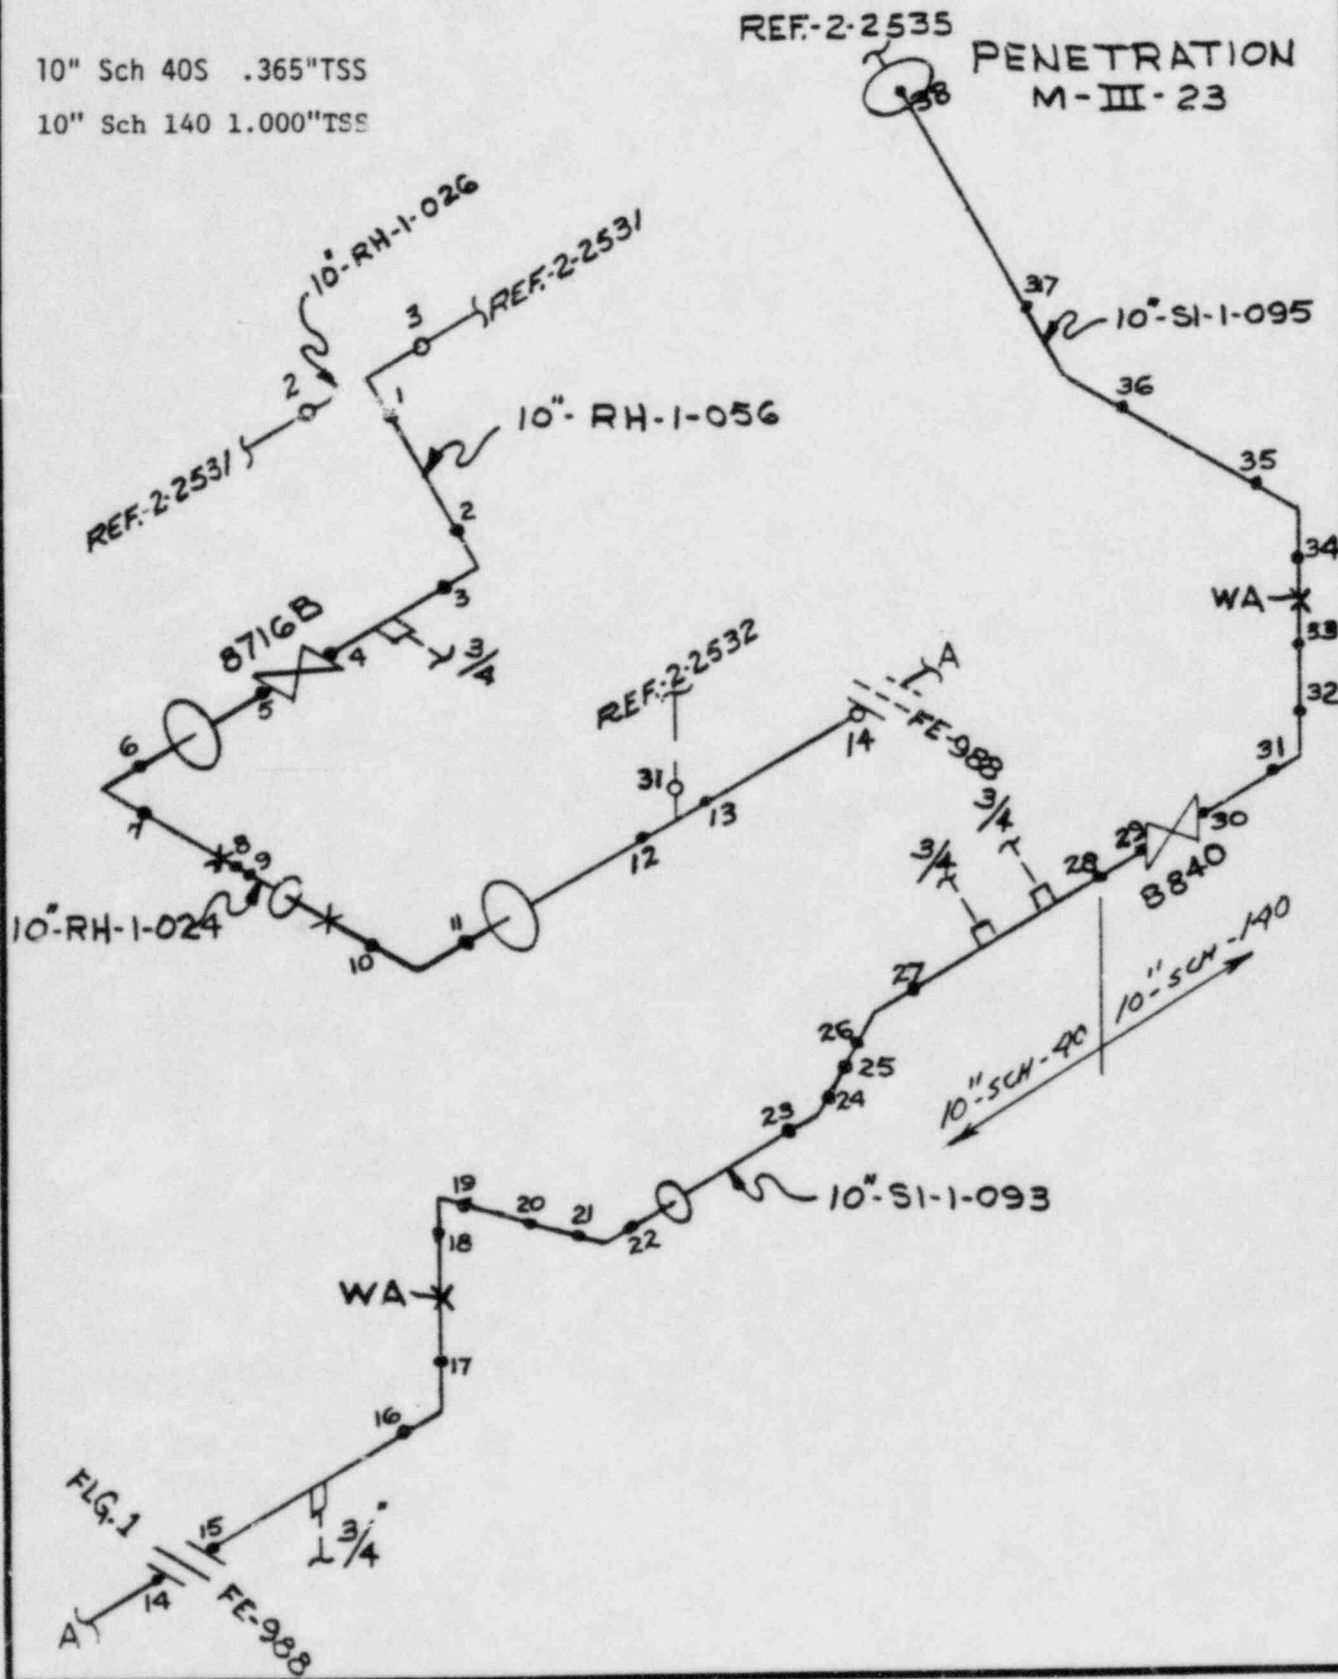 10" Sch 40S .365"TSS
10" Sch 140 1.000"TSS
REF.-2-2535
PENETRATION
M-III-23
38
10"-RH-1-026
REF.-2-2531
3
2
1
REF.-2-2531
10"-RH-1-056
2
3
37
10"-SI-1-095
36
35
34
WA
33
32
31
8716B
4
3/4
5
6
7
8
9
10"-RH-1-024
10
11
REF.-2-2532
31
12
13
14
A
FE-988
3/4
3/4
30
29
28
8840
27
10"-SCH-40
10"-SCH-140
26
25
24
23
10"-SI-1-093
22
21
20
19
18
WA
17
16
3/4"
FLG.1
15
14
FE-988
A